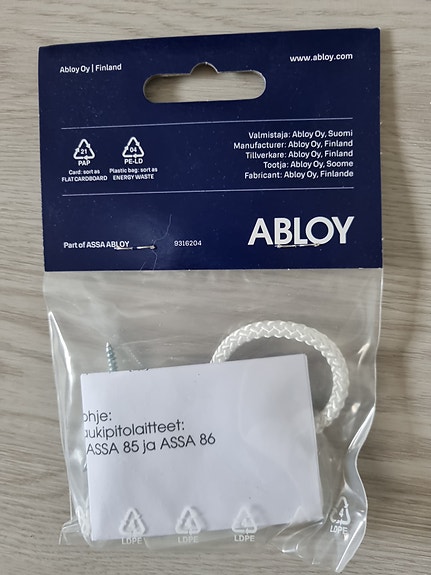 Abloy Oy | Finland
www.abloy.com
21
PAP
Card: sort as
FLATCARDBOARD
04
PE-LD
Plastic bag: sort as
ENERGY WASTE
Valmistaja: Abloy Oy, Suomi
Manufacturer: Abloy Oy, Finland
Tillverkare: Abloy Oy, Finland
Tootja: Abloy Oy, Soome
Fabricant: Abloy Oy, Finlande
Part of ASSA ABLOY
9316204
ABLOY
ohje:
aukipitolaitteet:
ASSA 85 ja ASSA 86
LDPE
LDPE
LDPE
LDPE